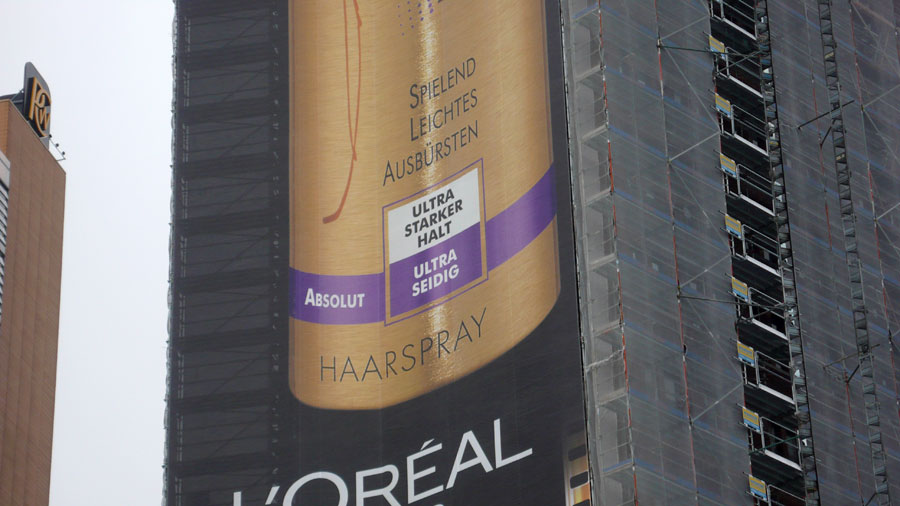 SPIELEND
LEICHTES
AUSBÜRSTEN
ULTRA
STARKER
HALT
ULTRA
SEIDIG
ABSOLUT
HAARSPRAY
L'ORÉAL